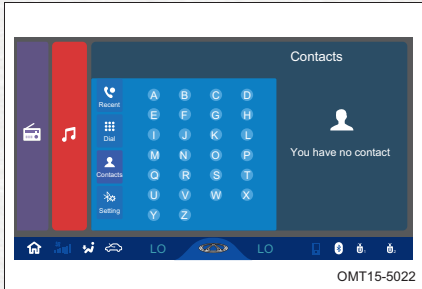 Contacts
Recent
Dial
Contacts
Setting
A B C D
E F G H
I J K L
M N O P
Q R S T
U V W X
Y Z
You have no contact
LO LO
OMT15-5022